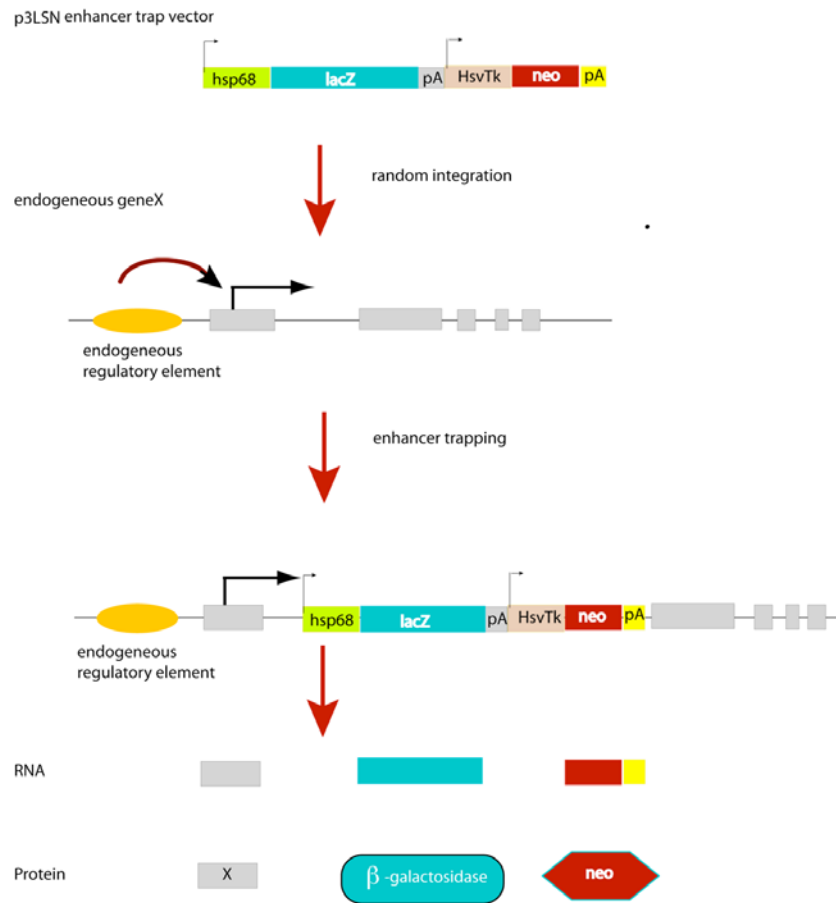 p3LSN enhancer trap vector
hsp68 lacZ pA HsvTk neo pA
random integration
endogeneous geneX
endogeneous
regulatory element
enhancer trapping
hsp68 lacZ pA HsvTk neo pA
endogeneous
regulatory element
RNA
Protein X β -galactosidase neo